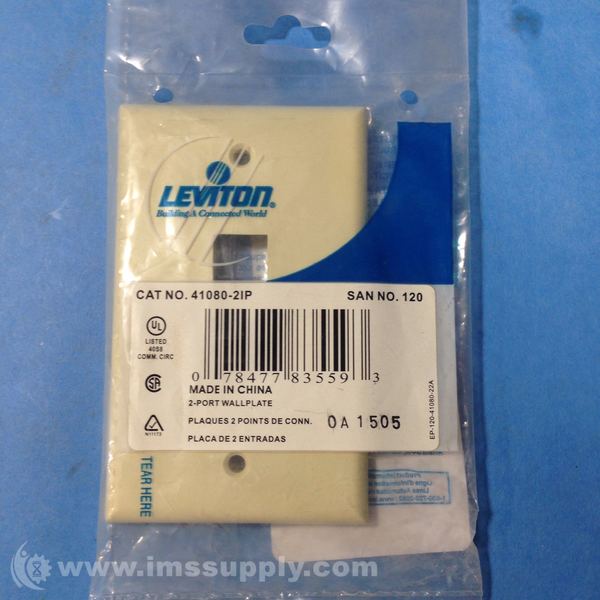 LEVITON®
Building A Connected World
CAT NO. 41080-2IP
SAN NO. 120
UL
LISTED
40S8
COMM. CIRC
0 78477 83559 3
MADE IN CHINA
2-PORT WALLPLATE
N11173
PLAQUES 2 POINTS DE CONN.
0A 1505
PLACA DE 2 ENTRADAS
EP-120-41080-22A
TEAR HERE
www.imssupply.com